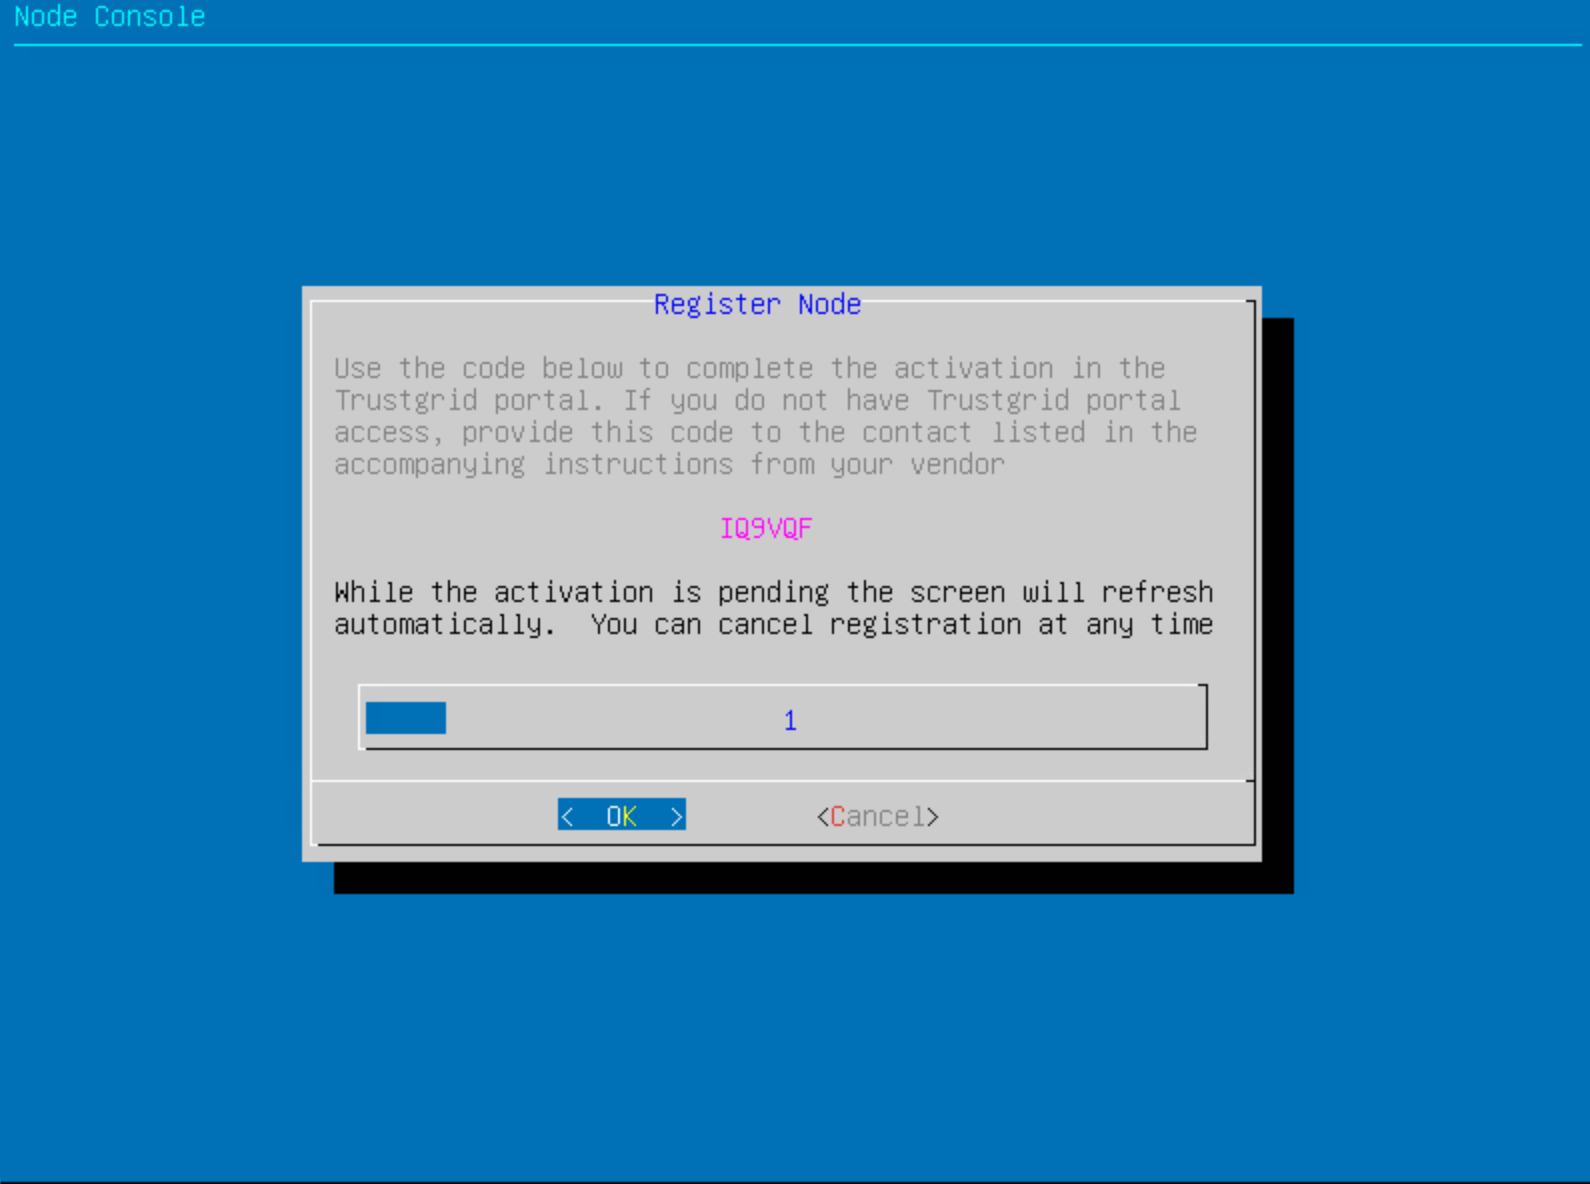 Node Console
Register Node
Use the code below to complete the activation in the
Trustgrid portal. If you do not have Trustgrid portal
access, provide this code to the contact listed in the
accompanying instructions from your vendor
IQ9VQF
While the activation is pending the screen will refresh
automatically.  You can cancel registration at any time
1
<  OK  > <Cancel>